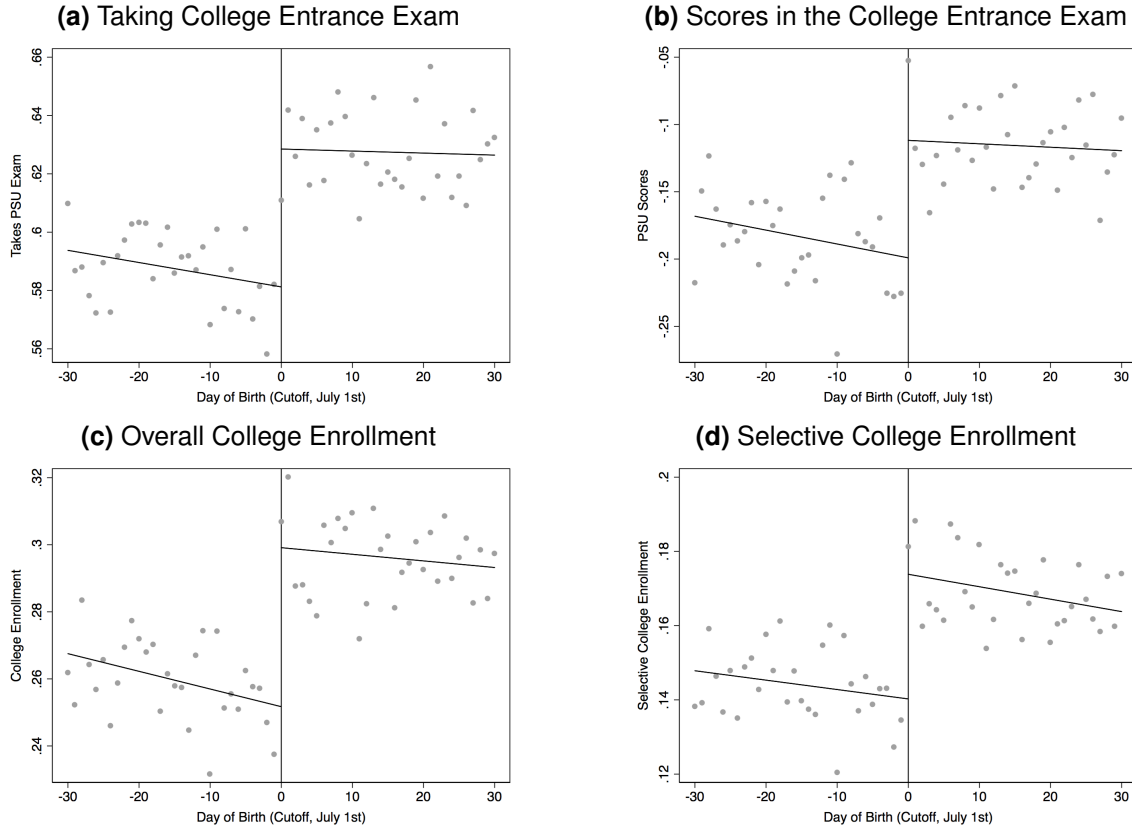 (a) Taking College Entrance Exam
Takes PSU Exam
.66
.64
.62
.6
.58
.56
-30 -20 -10 0 10 20 30
Day of Birth (Cutoff, July 1st)
(b) Scores in the College Entrance Exam
PSU Scores
-.05
-.1
-.15
-.2
-.25
-30 -20 -10 0 10 20 30
Day of Birth (Cutoff, July 1st)
(c) Overall College Enrollment
College Enrollment
.32
.3
.28
.26
.24
-30 -20 -10 0 10 20 30
Day of Birth (Cutoff, July 1st)
(d) Selective College Enrollment
Selective College Enrollment
.2
.18
.16
.14
.12
-30 -20 -10 0 10 20 30
Day of Birth (Cutoff, July 1st)